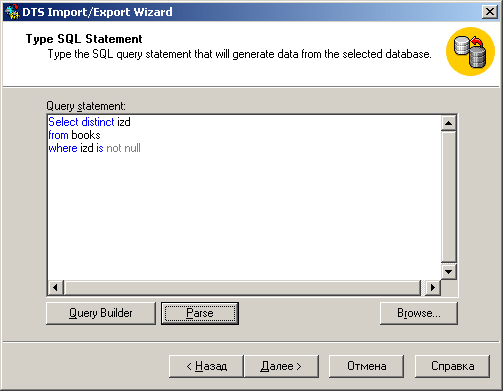 DTS Import/Export Wizard
Type SQL Statement
Type the SQL query statement that will generate data from the selected database.
Query statement:
Select distinct izd
from books
where izd is not null
Query Builder
Parse
Browse...
< Назад
Далее >
Отмена
Справка